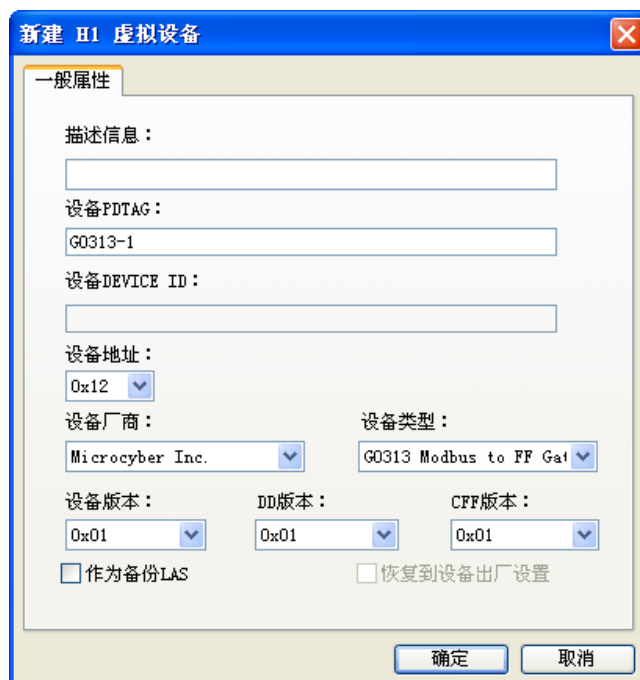 新建 H1 虚拟设备
一般属性
描述信息：
设备PDTAG：
GO313-1
设备DEVICE ID：
设备地址：
0x12
设备厂商： 设备类型：
Microcyber Inc. GO313 Modbus to FF Gat
设备版本： DD版本： CFF版本：
0x01 0x01 0x01
作为备份LAS 恢复到设备出厂设置
确定 取消